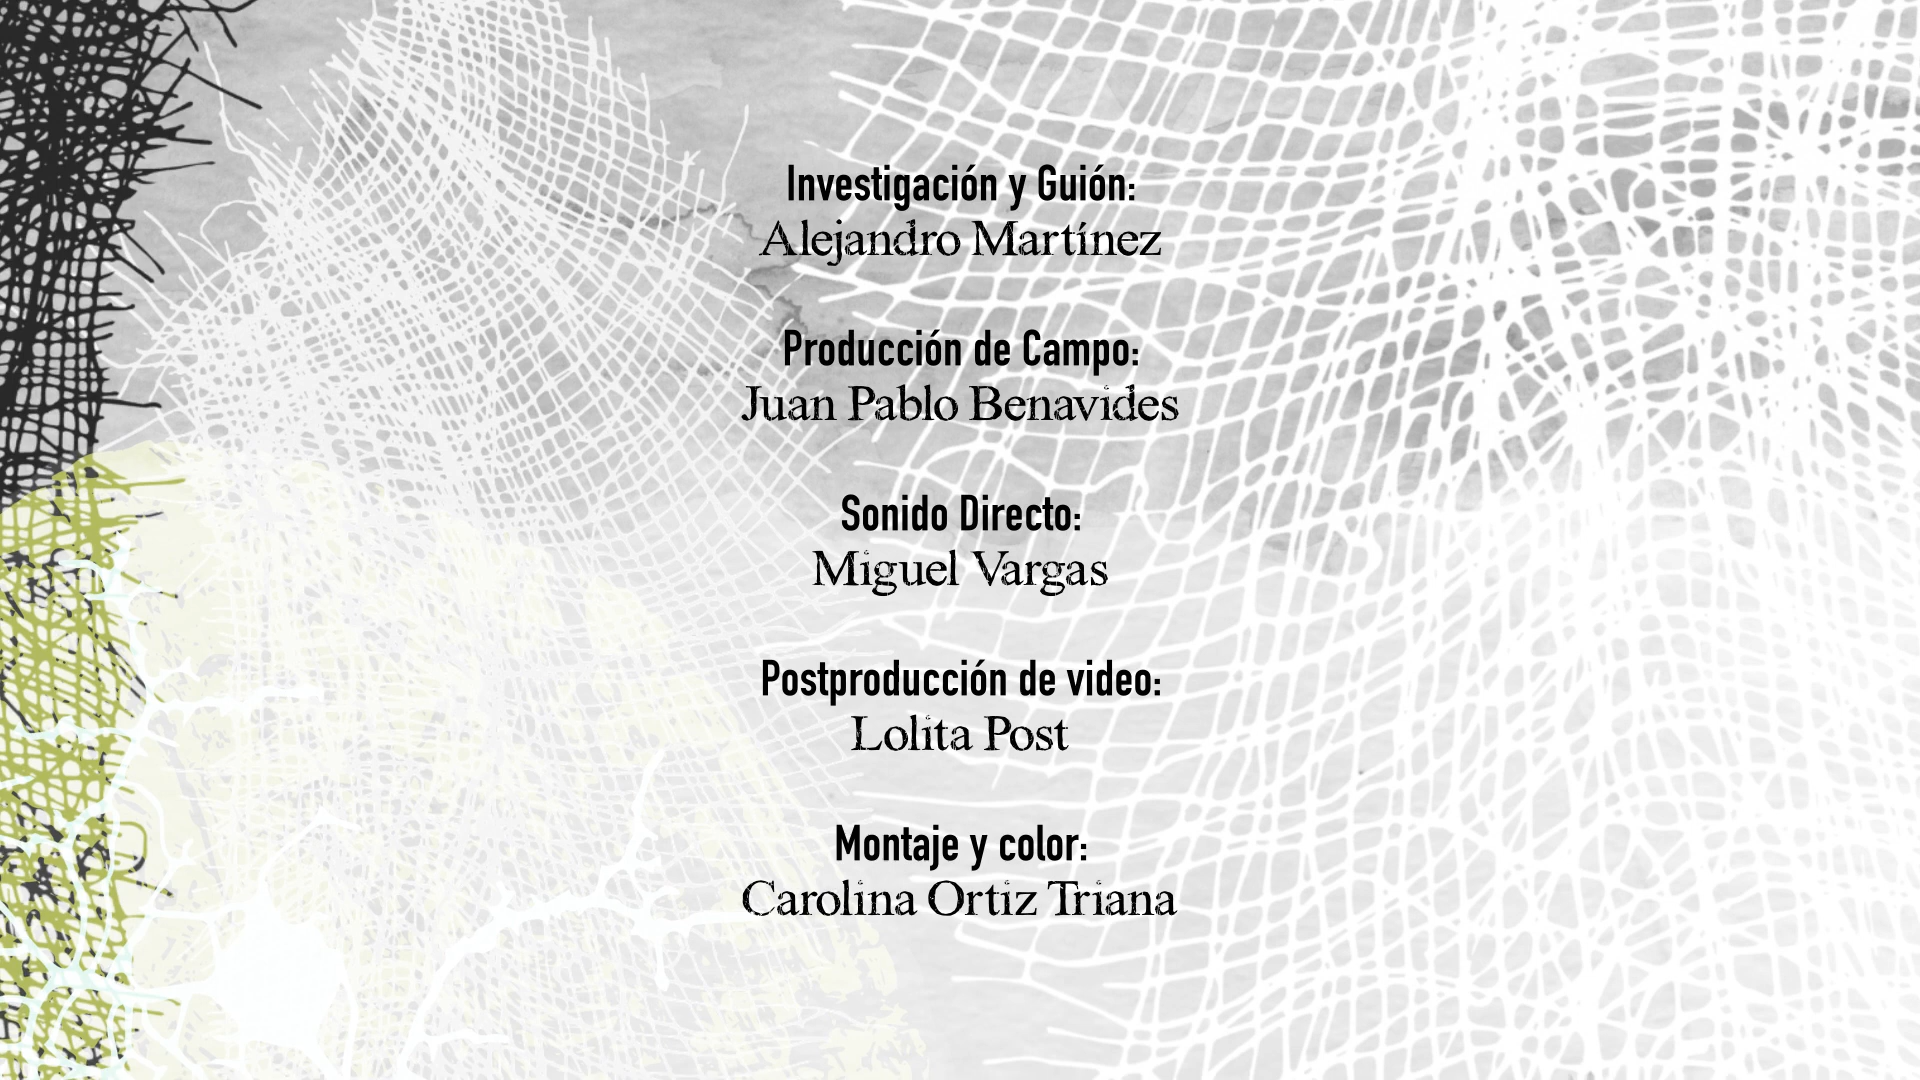 Investigación y Guión:
Alejandro Martínez
Producción de Campo:
Juan Pablo Benavides
Sonido Directo:
Miguel Vargas
Postproducción de video:
Lolita Post
Montaje y color:
Carolina Ortiz Triana